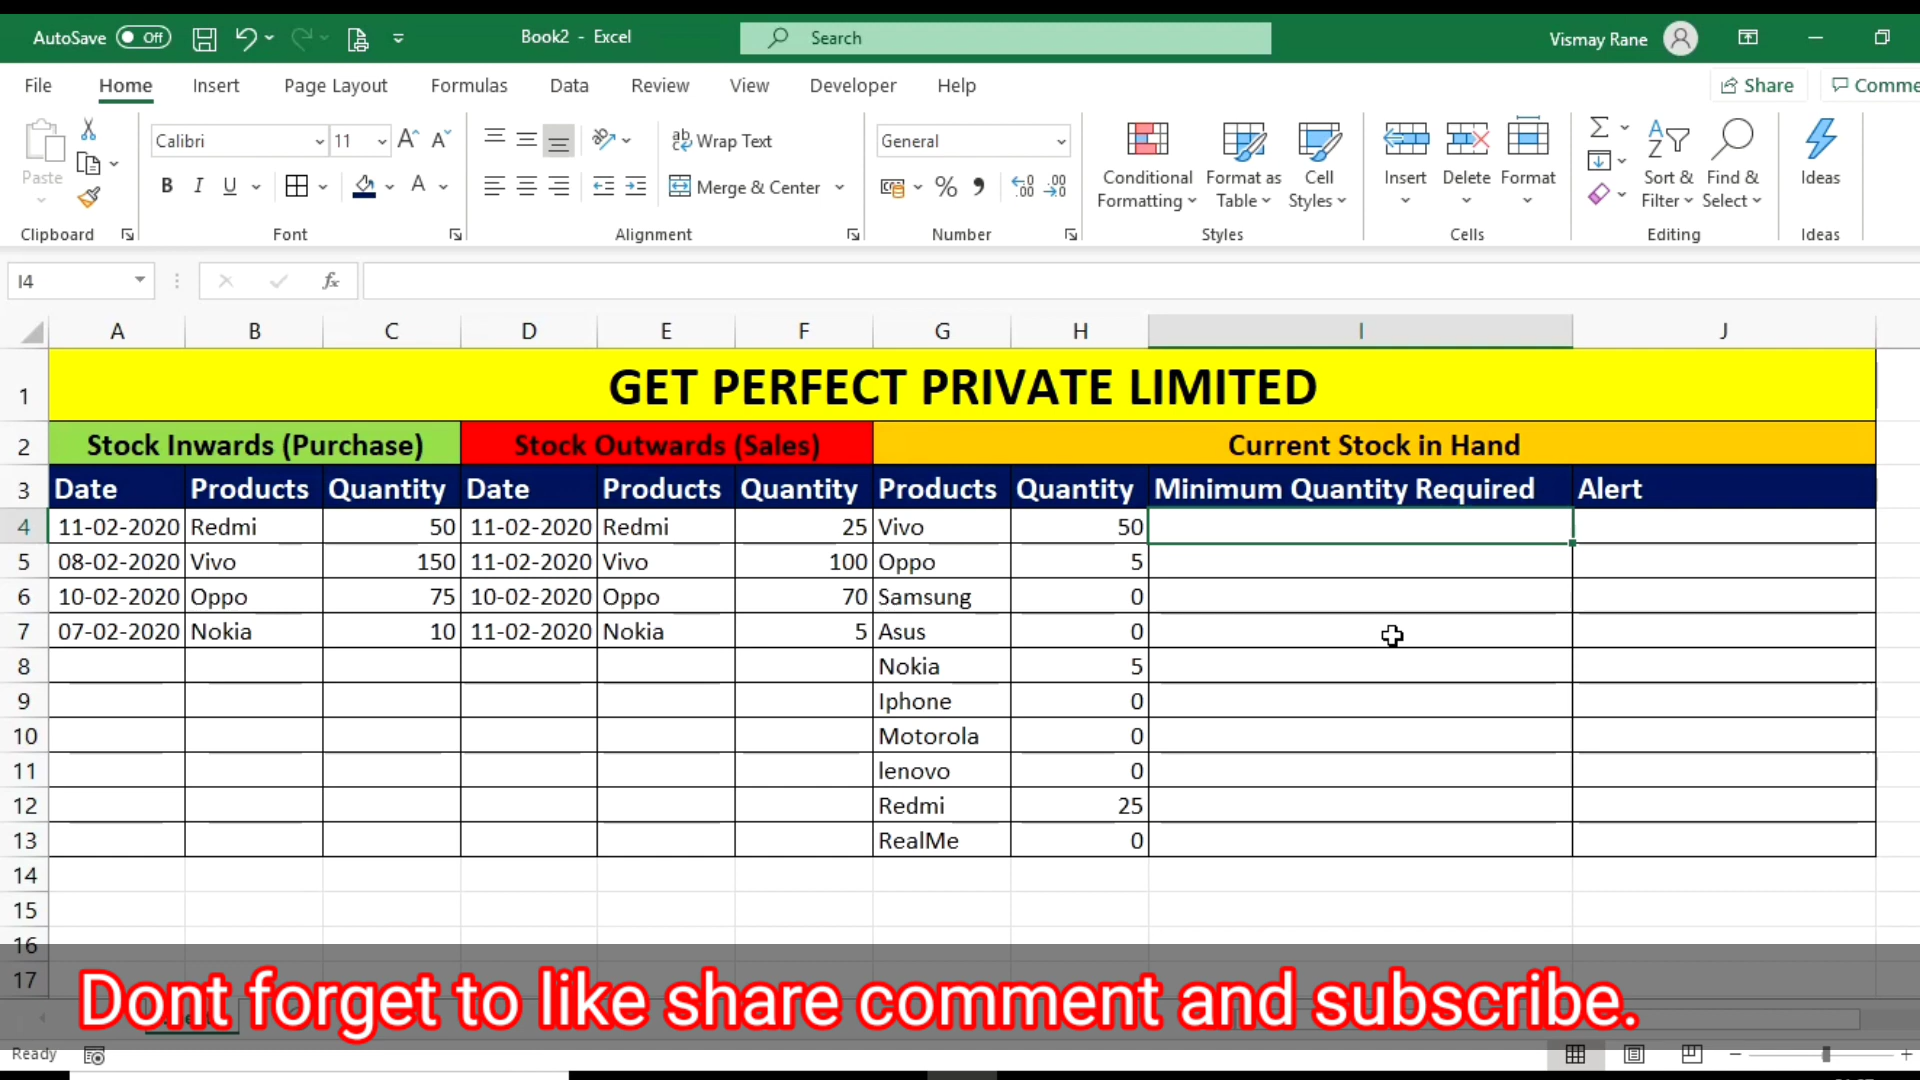 AutoSave Off Book2 - Excel Search Vismay Rane
File Home Insert Page Layout Formulas Data Review View Developer Help Share Comme
Paste Calibri 11 A A ab Wrap Text General Conditional Formatting Format as Table Cell Styles Insert Delete Format Sort & Filter Find & Select Ideas
B I U A Merge & Center % .00
Clipboard Font Alignment Number Styles Cells Editing Ideas
I4 fx
A B C D E F G H I J
1 GET PERFECT PRIVATE LIMITED
2 Stock Inwards (Purchase) Stock Outwards (Sales) Current Stock in Hand
3 Date Products Quantity Date Products Quantity Products Quantity Minimum Quantity Required Alert
4 11-02-2020 Redmi 50 11-02-2020 Redmi 25 Vivo 50
5 08-02-2020 Vivo 150 11-02-2020 Vivo 100 Oppo 5
6 10-02-2020 Oppo 75 10-02-2020 Oppo 70 Samsung 0
7 07-02-2020 Nokia 10 11-02-2020 Nokia 5 Asus 0
8 Nokia 5
9 Iphone 0
10 Motorola 0
11 lenovo 0
12 Redmi 25
13 RealMe 0
14
15
16
17
Dont forget to like share comment and subscribe.
Ready